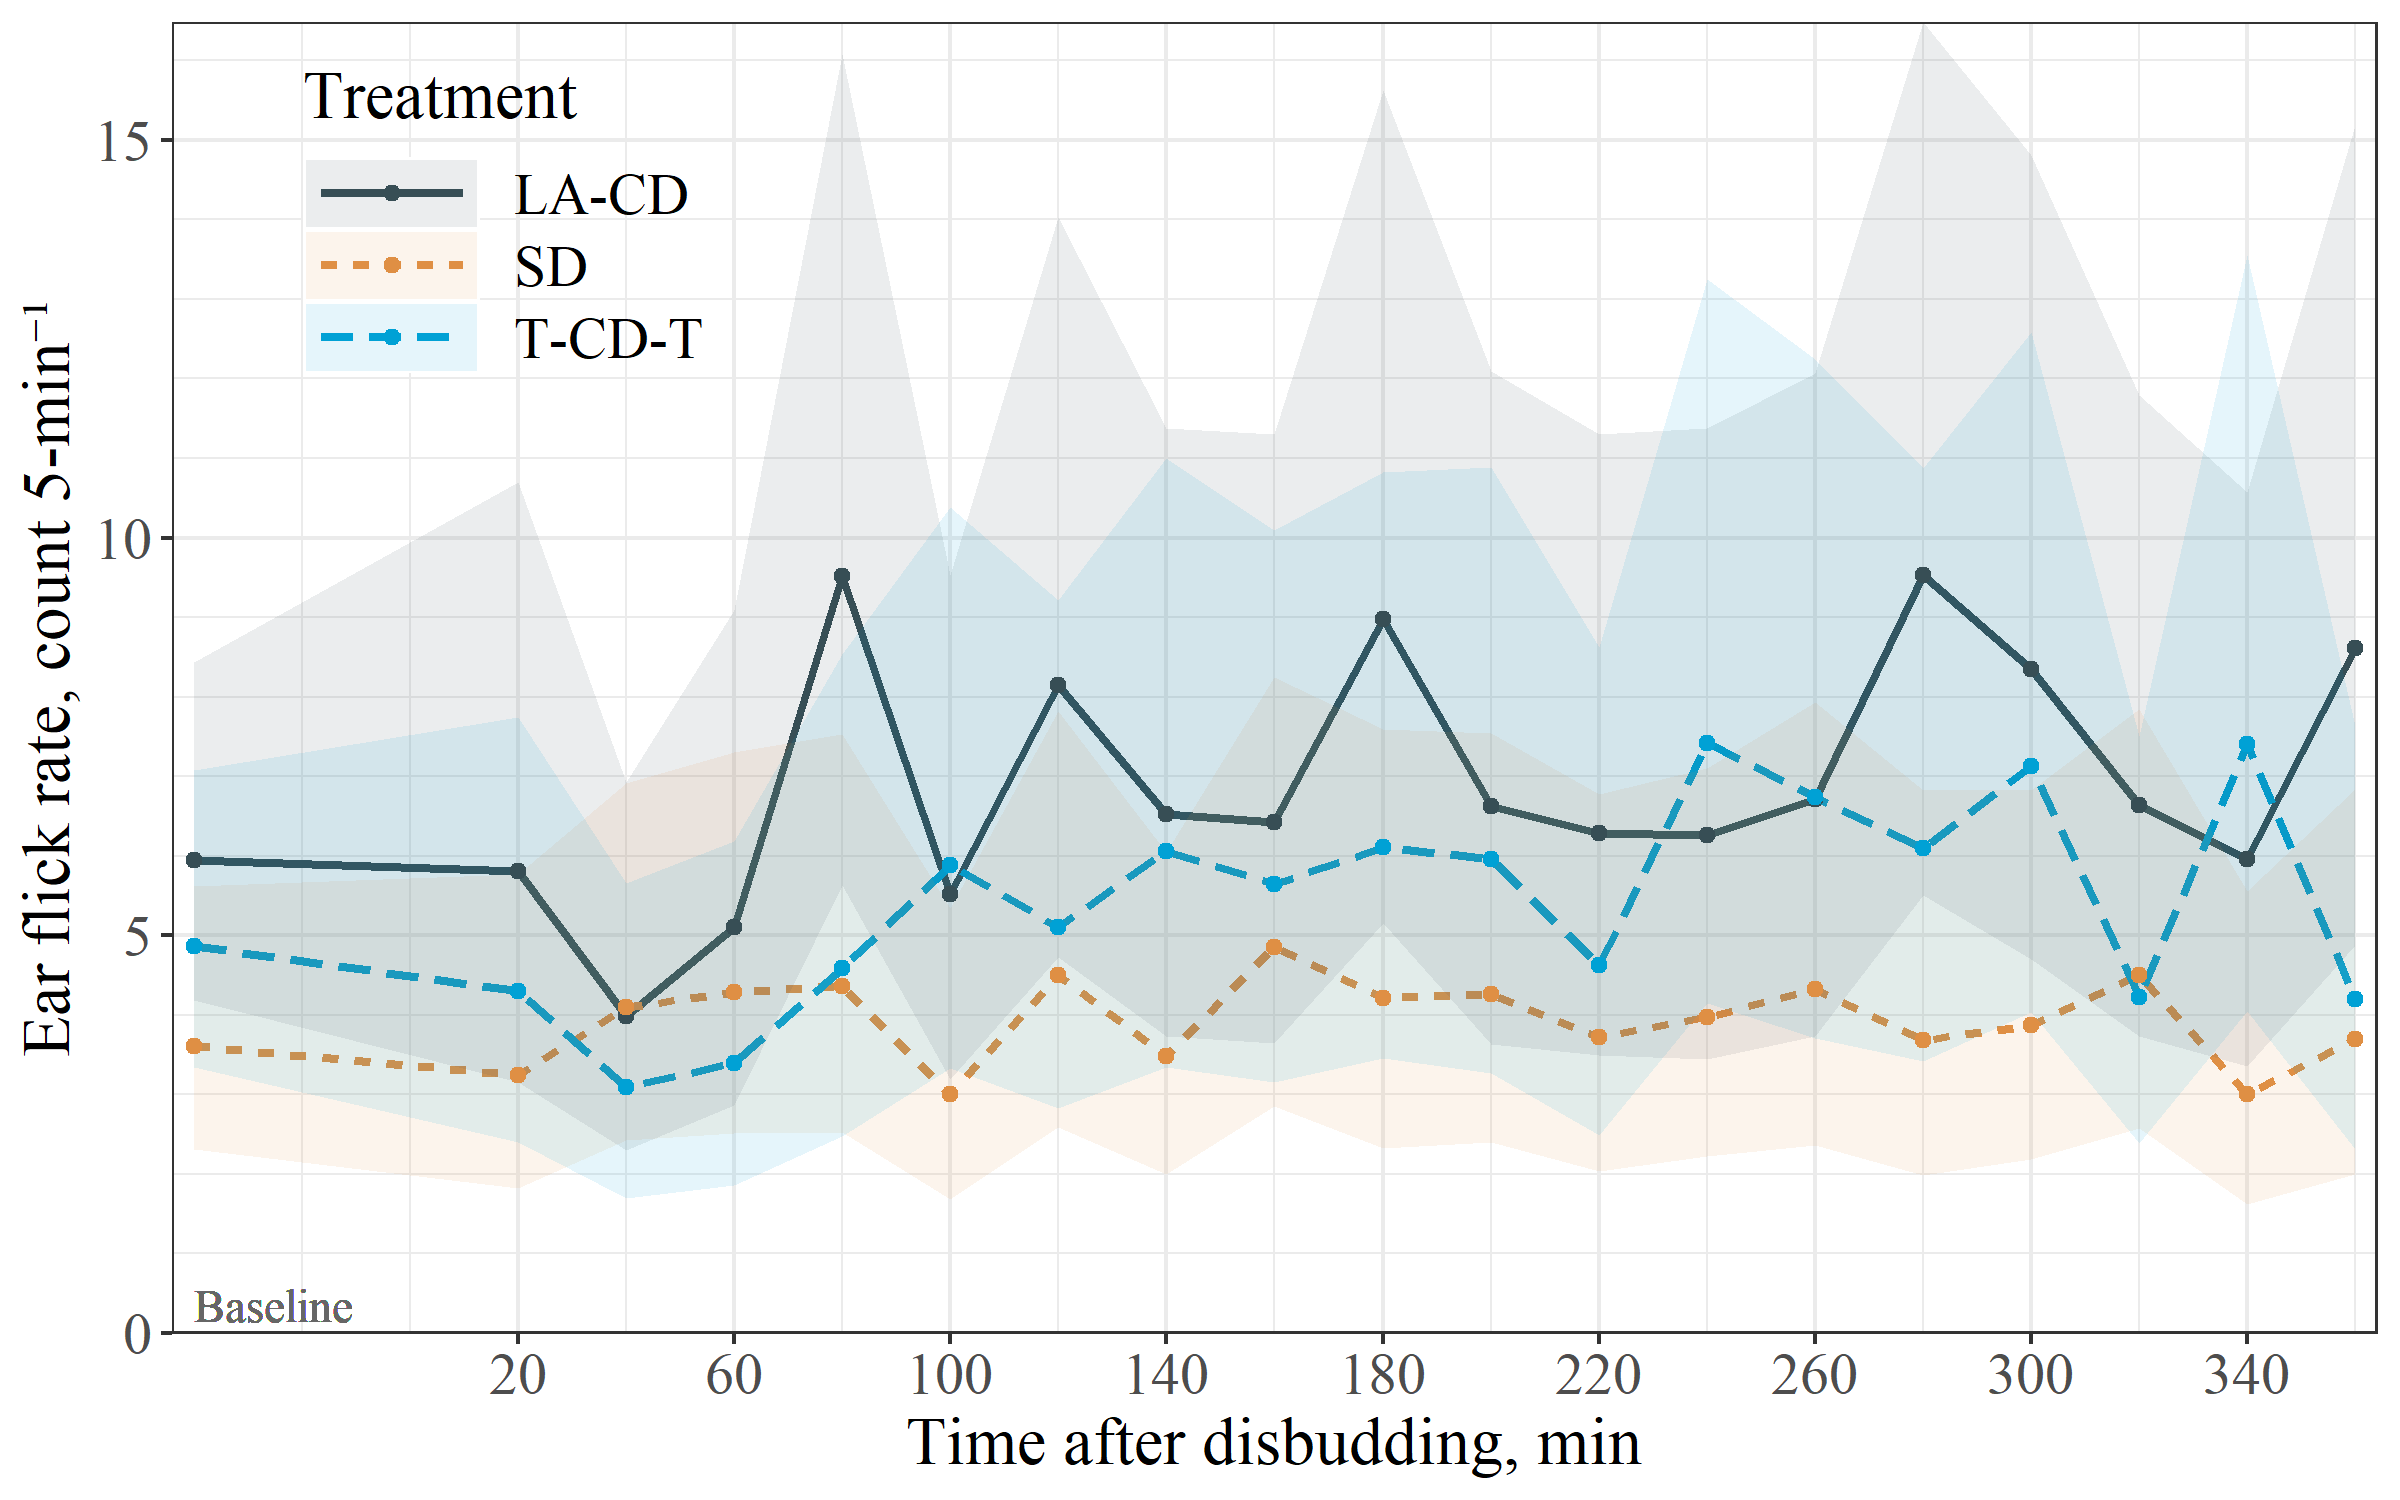 Treatment
LA-CD
SD
T-CD-T
15
10
5
0
Ear flick rate, count 5-min⁻¹
Baseline
20 60 100 140 180 220 260 300 340
Time after disbudding, min